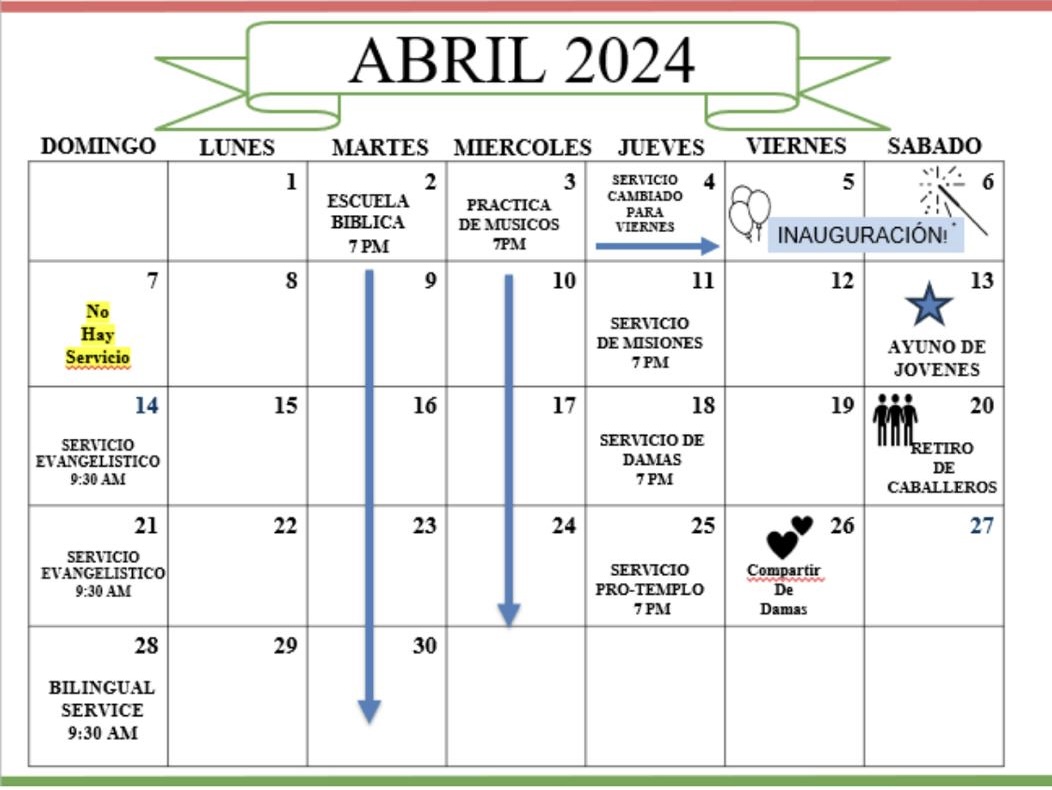 ABRIL 2024
DOMINGO LUNES MARTES MIERCOLES JUEVES VIERNES SABADO
1
2
ESCUELA
BIBLICA
7 PM
3
PRACTICA
DE MUSICOS
7PM
4
SERVICIO
CAMBIADO
PARA
VIERNES
5
6
INAUGURACIÓN!
7
No
Hay
Servicio
8
9
10
11
SERVICIO
DE MISIONES
7 PM
12
13
AYUNO DE
JOVENES
14
SERVICIO
EVANGELISTICO
9:30 AM
15
16
17
18
SERVICIO DE
DAMAS
7 PM
19
20
RETIRO
DE
CABALLEROS
21
SERVICIO
EVANGELISTICO
9:30 AM
22
23
24
25
SERVICIO
PRO-TEMPLO
7 PM
26
Compartir
De
Damas
27
28
BILINGUAL
SERVICE
9:30 AM
29
30